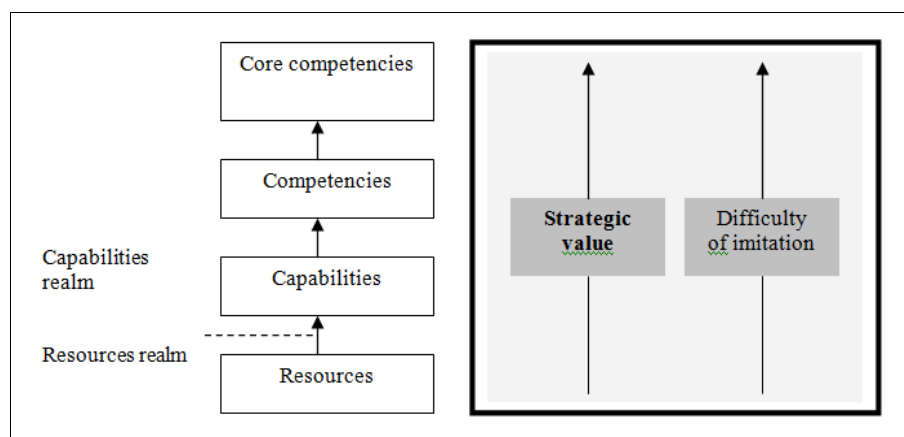 Core competencies
Competencies
Capabilities
realm
Capabilities
Resources realm
Resources
Strategic
value
Difficulty
of imitation